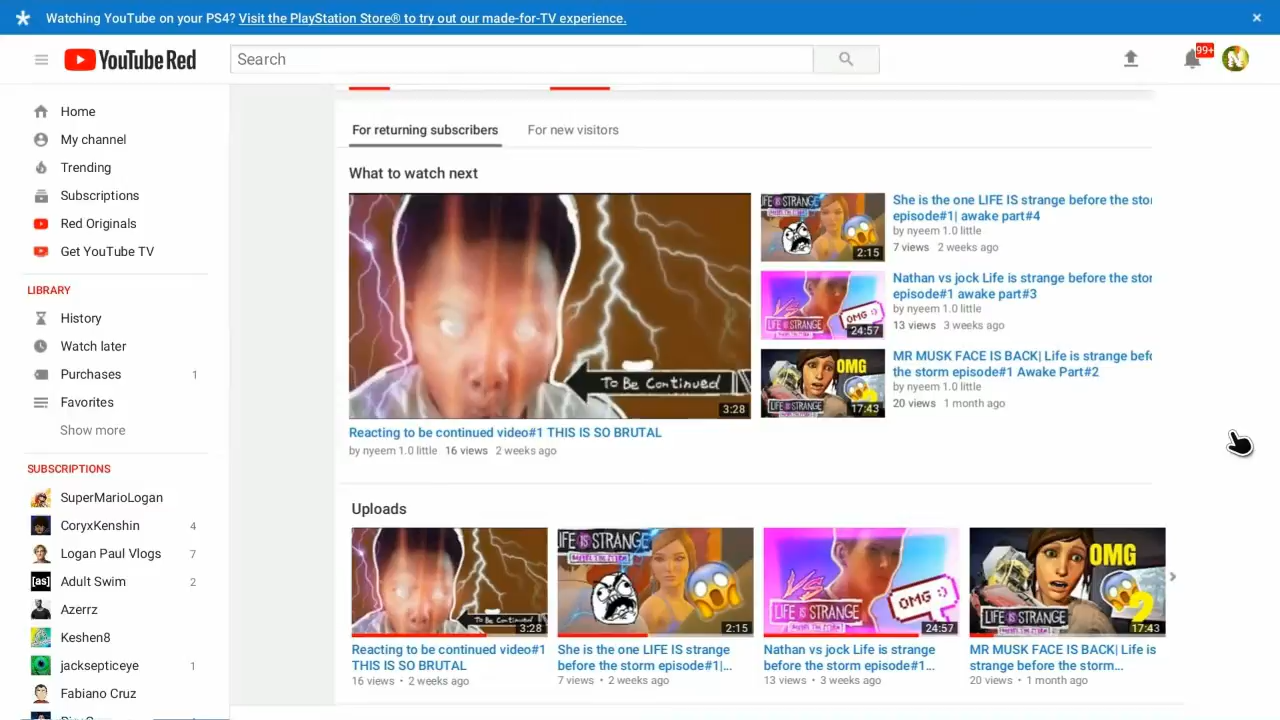 Watching YouTube on your PS4? Visit the PlayStation Store® to try out our made-for-TV experience.
YouTube Red
Search
99+
N
Home
My channel
Trending
Subscriptions
Red Originals
Get YouTube TV
LIBRARY
History
Watch later
Purchases 1
Favorites
Show more
SUBSCRIPTIONS
SuperMarioLogan
CoryxKenshin 4
Logan Paul Vlogs 7
[as] Adult Swim 2
Azerrz
Keshen8
jacksepticeye 1
Fabiano Cruz
For returning subscribers For new visitors
What to watch next
To Be Continued
3:28
Reacting to be continued video#1 THIS IS SO BRUTAL
by nyeem 1.0 little 16 views 2 weeks ago
IFE IS STRANGE
2:15
She is the one LIFE IS strange before the stor
episode#1| awake part#4
by nyeem 1.0 little
7 views 2 weeks ago
VS
OMG :)
LIFE IS STRANGE
24:57
Nathan vs jock Life is strange before the stor
episode#1 awake part#3
by nyeem 1.0 little
13 views 3 weeks ago
OMG
LIFE IS STRANGE
17:43
MR MUSK FACE IS BACK| Life is strange befo
the storm episode#1 Awake Part#2
by nyeem 1.0 little
20 views 1 month ago
Uploads
To Be Continued
3:28
Reacting to be continued video#1
THIS IS SO BRUTAL
16 views • 2 weeks ago
IFE IS STRANGE
2:15
She is the one LIFE IS strange
before the storm episode#1|...
7 views • 2 weeks ago
VS
OMG :)
LIFE IS STRANGE
24:57
Nathan vs jock Life is strange
before the storm episode#1...
13 views • 3 weeks ago
OMG
LIFE IS STRANGE
17:43
MR MUSK FACE IS BACK| Life is
strange before the storm...
20 views • 1 month ago